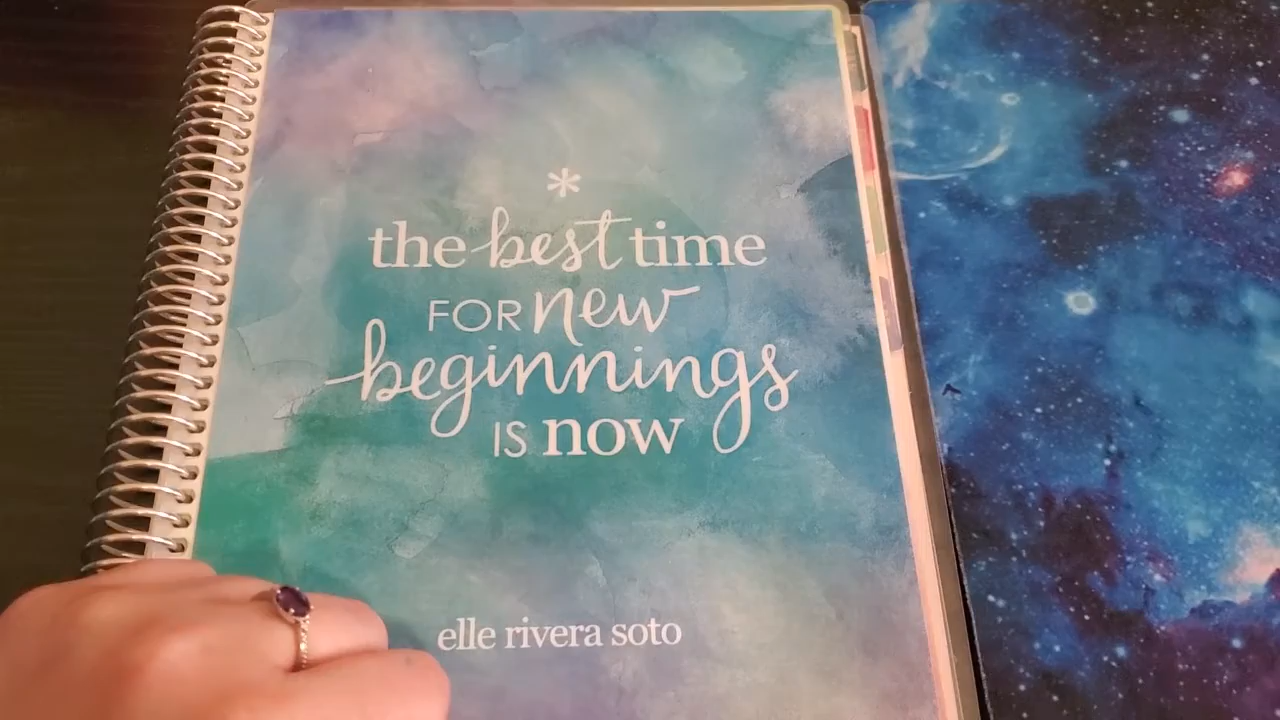 *
the best time
FOR new
beginnings
IS now
elle rivera soto